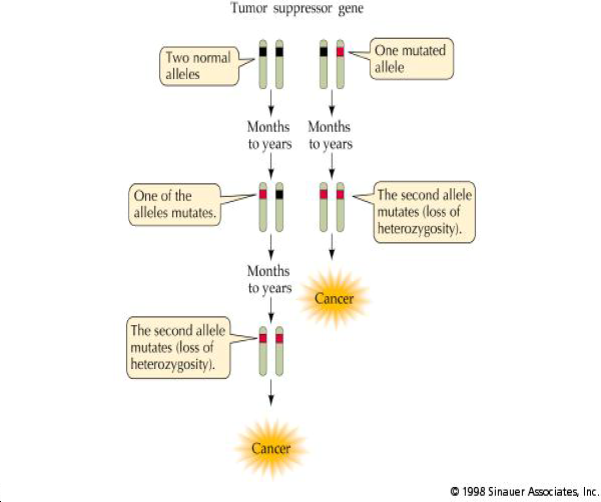 Tumor suppressor gene
Two normal
alleles
One mutated
allele
Months
to years
Months
to years
One of the
alleles mutates.
The second allele
mutates (loss of
heterozygosity).
Months
to years
Cancer
The second allele
mutates (loss of
heterozygosity).
Cancer
© 1998 Sinauer Associates, Inc.